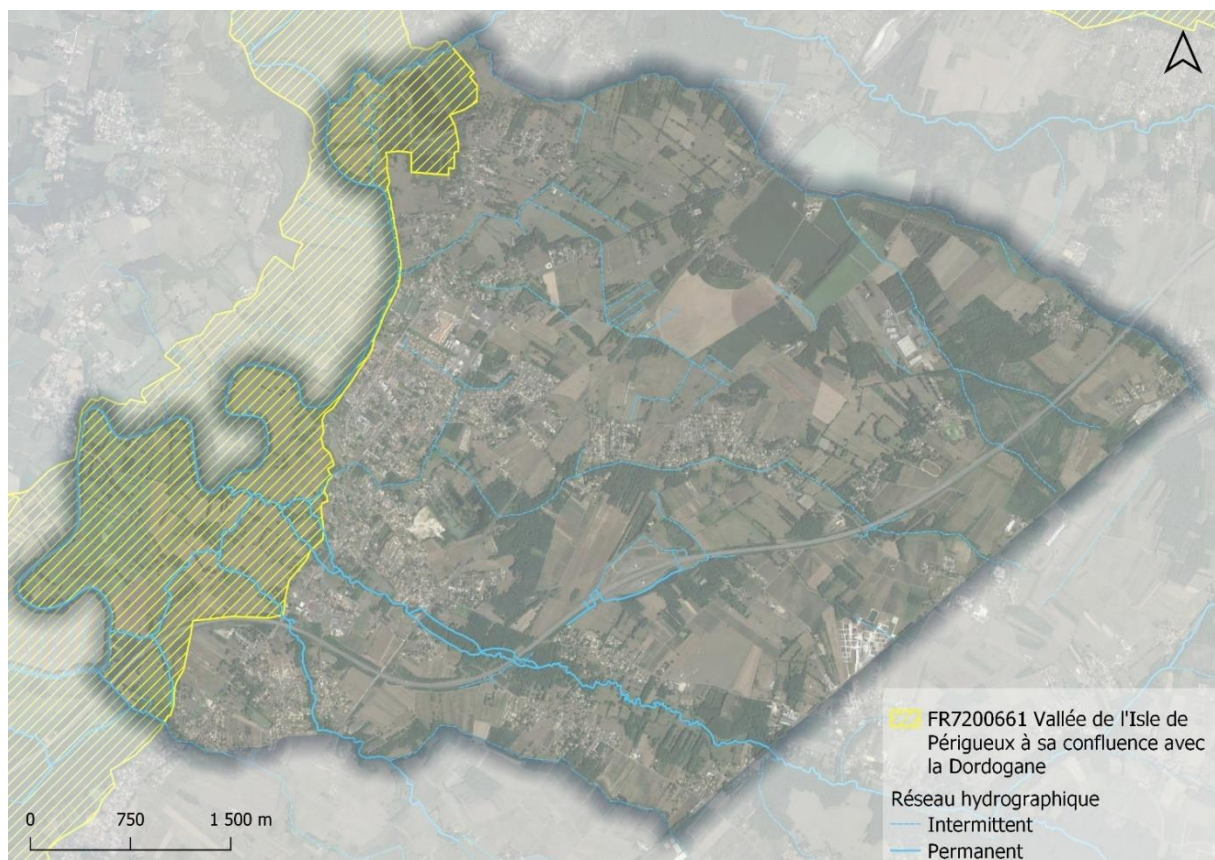 FR7200661 Vallée de l'Isle de
Périgueux à sa confluence avec
la Dordogane
Réseau hydrographique
Intermittent
Permanent
0 750 1 500 m